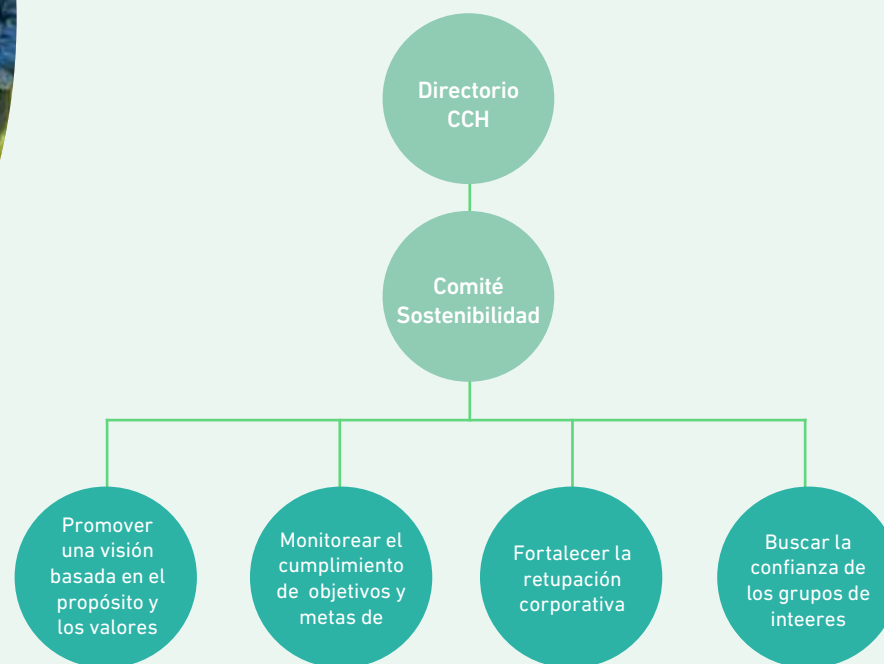 Directorio
CCH
Comité
Sostenibilidad
Promover
una visión
basada en el
propósito y
los valores
Monitorear el
cumplimiento
de objetivos y
metas de
Fortalecer la
retupación
corporativa
Buscar la
confianza de
los grupos de
inteeres